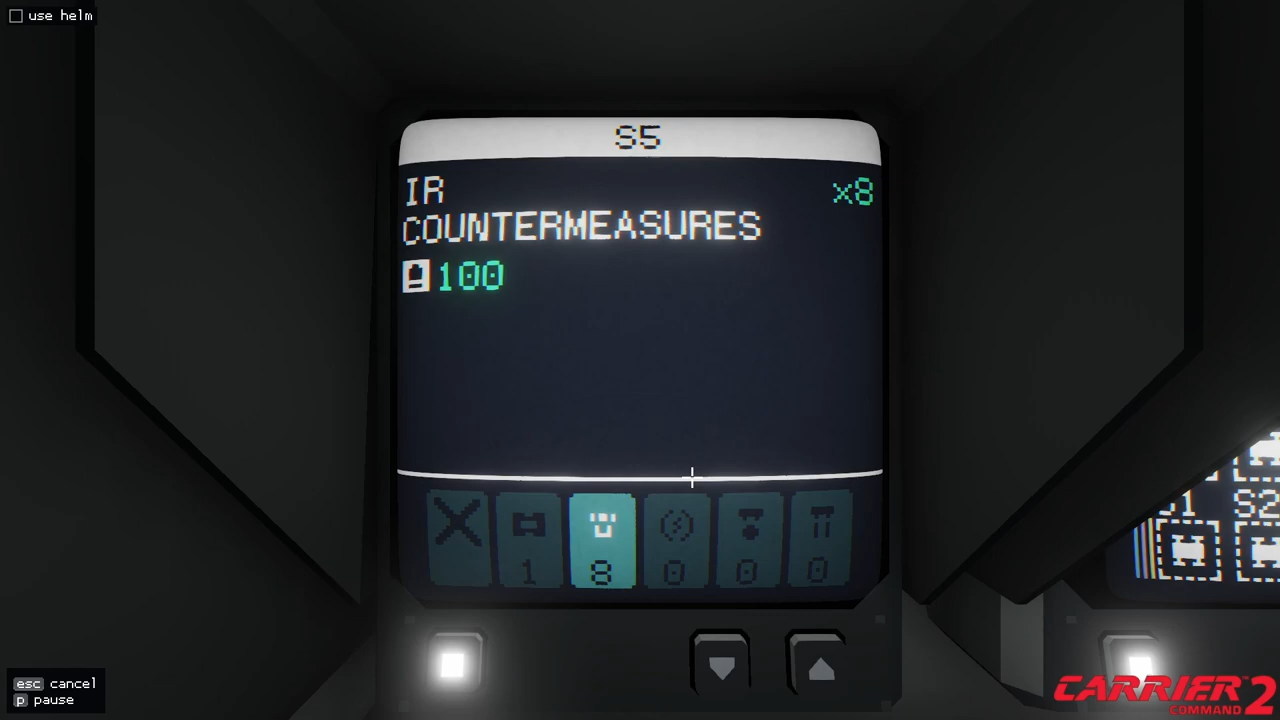 use helm
S5
IR
x8
COUNTERMEASURES
100
1
8
0
0
0
S1 S2
esc cancel
p pause
CARRIER
COMMAND 2